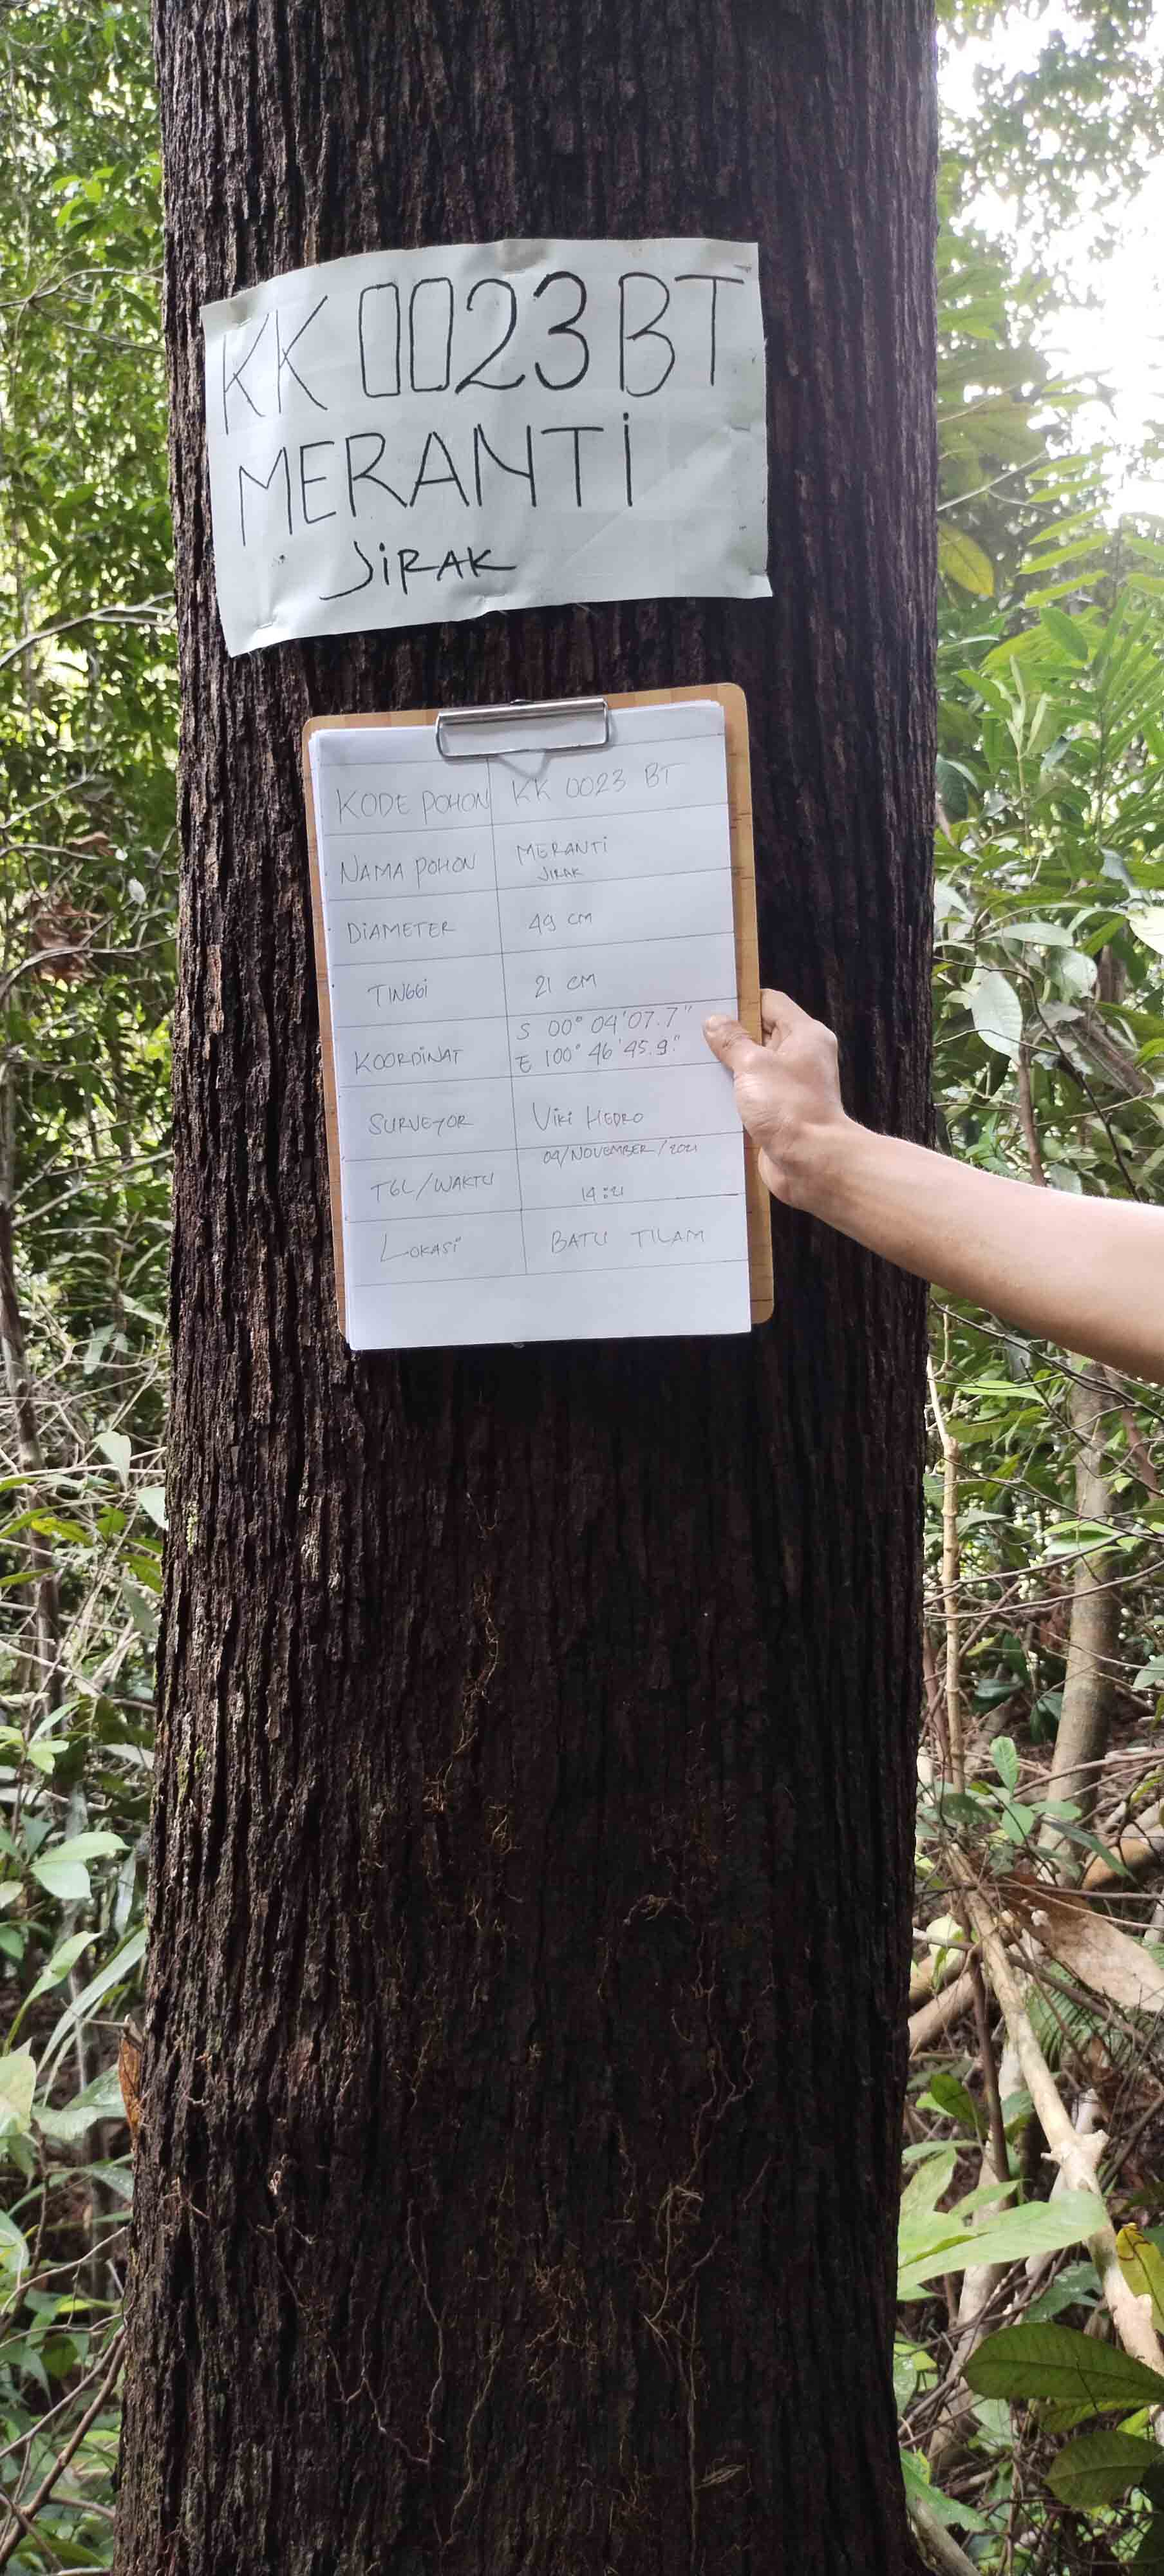 KK 0023 BT
MERANTi
JiRAK
KODE POHON KK 0023 BT
NAMA POHON MERANTi
JIRAK
DiAMETER 49 CM
TINGGi 21 CM
KOORDiNAT S 00° 04' 07.7"
E 100° 46' 45.9"
SURVEYOR ViKi HEDRO
TGL/WAKTU 09/NOVEMBER/2021
14:21
LOKASi BATU TILAM